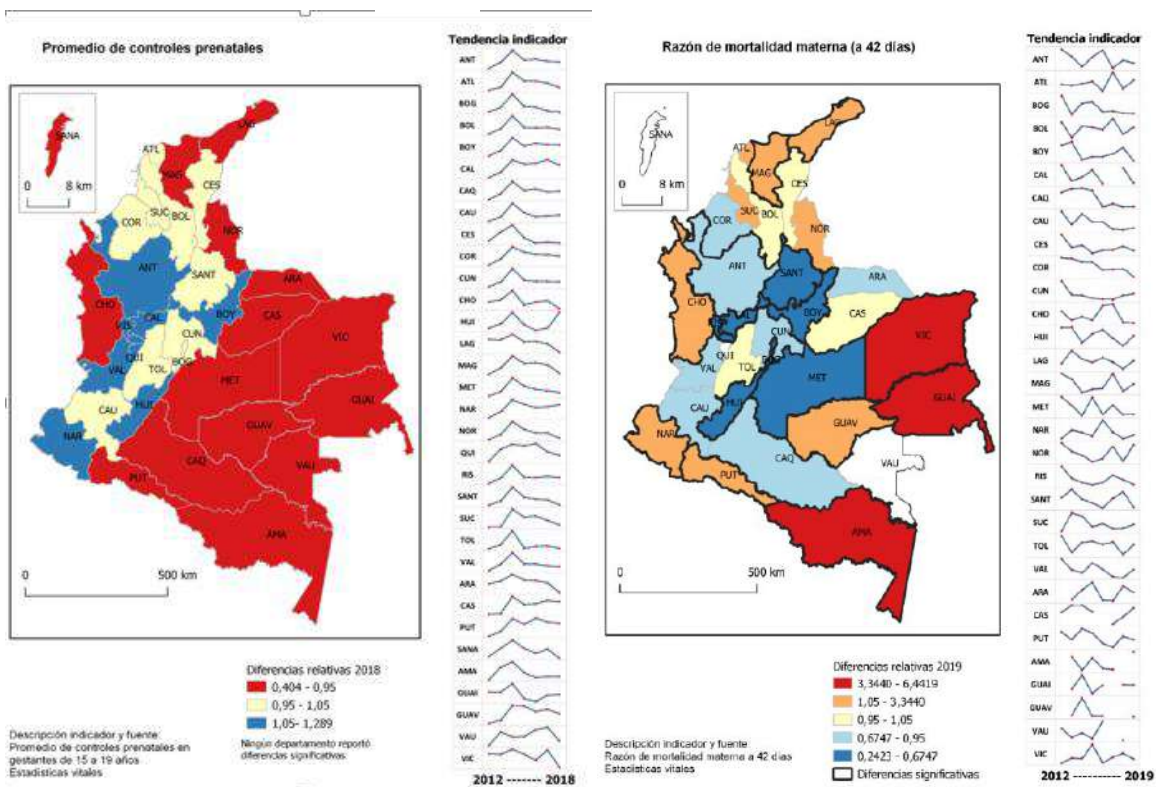 Promedio de controles prenatales
Tendencia indicador
ANT
ATL
BOG
BOL
BOY
CAL
CAQ
CAU
CES
COR
CUN
CHO
HUI
LAG
MAG
MET
NAR
NOR
QUI
RIS
SANT
SUC
TOL
VAL
ARA
CAS
PUT
SANA
AMA
GUAI
GUAV
VAU
VIC
2012 ------- 2018
SANA
0 8 km
LAG
ATL
MAG
CES
SUC
COR
BOL
NOR
ANT
SANT
ARA
CHO
BOY
CAS
CAL
RIS
VIC
CUN
QUI
BOG
VAL
TOL
MET
GUAI
CAU
HUI
GUAV
NAR
CAQ
VAU
PUT
AMA
0 500 km
Diferencias relativas 2018
0,404 - 0,95
0,95 - 1,05
1,05- 1,289
Ningún departamento reportó
diferencias significativas
Descripción indicador y fuente:
Promedio de controles prenatales en
gestantes de 15 a 19 años
Estadísticas vitales
Razón de mortalidad materna (a 42 días)
Tendencia indicador
ANT
ATL
BOG
BOL
BOY
CAL
CAQ
CAU
CES
COR
CUN
CHO
HUI
LAG
MAG
MET
NAR
NOR
RIS
SANT
SUC
TOL
VAL
ARA
CAS
PUT
AMA
GUAI
GUAV
VAU
VIC
2012 ---------- 2019
SANA
0 8 km
LAG
ATL
MAG
CES
SUC
BOL
COR
NOR
ANT
SANT
ARA
CHO
BOY
CAS
CUN
VIC
QUI
TOL
VAL
MET
GUAI
CAU
HUI
GUAV
NAR
CAQ
VAU
PUT
AMA
0 500 km
Diferencias relativas 2019
3,3440 - 6,4419
1,05 - 3,3440
0,95 - 1,05
0,6747 - 0,95
0,2423 - 0,6747
Diferencias significativas
Descripción indicador y fuente
Razón de mortalidad materna a 42 días
Estadísticas vitales